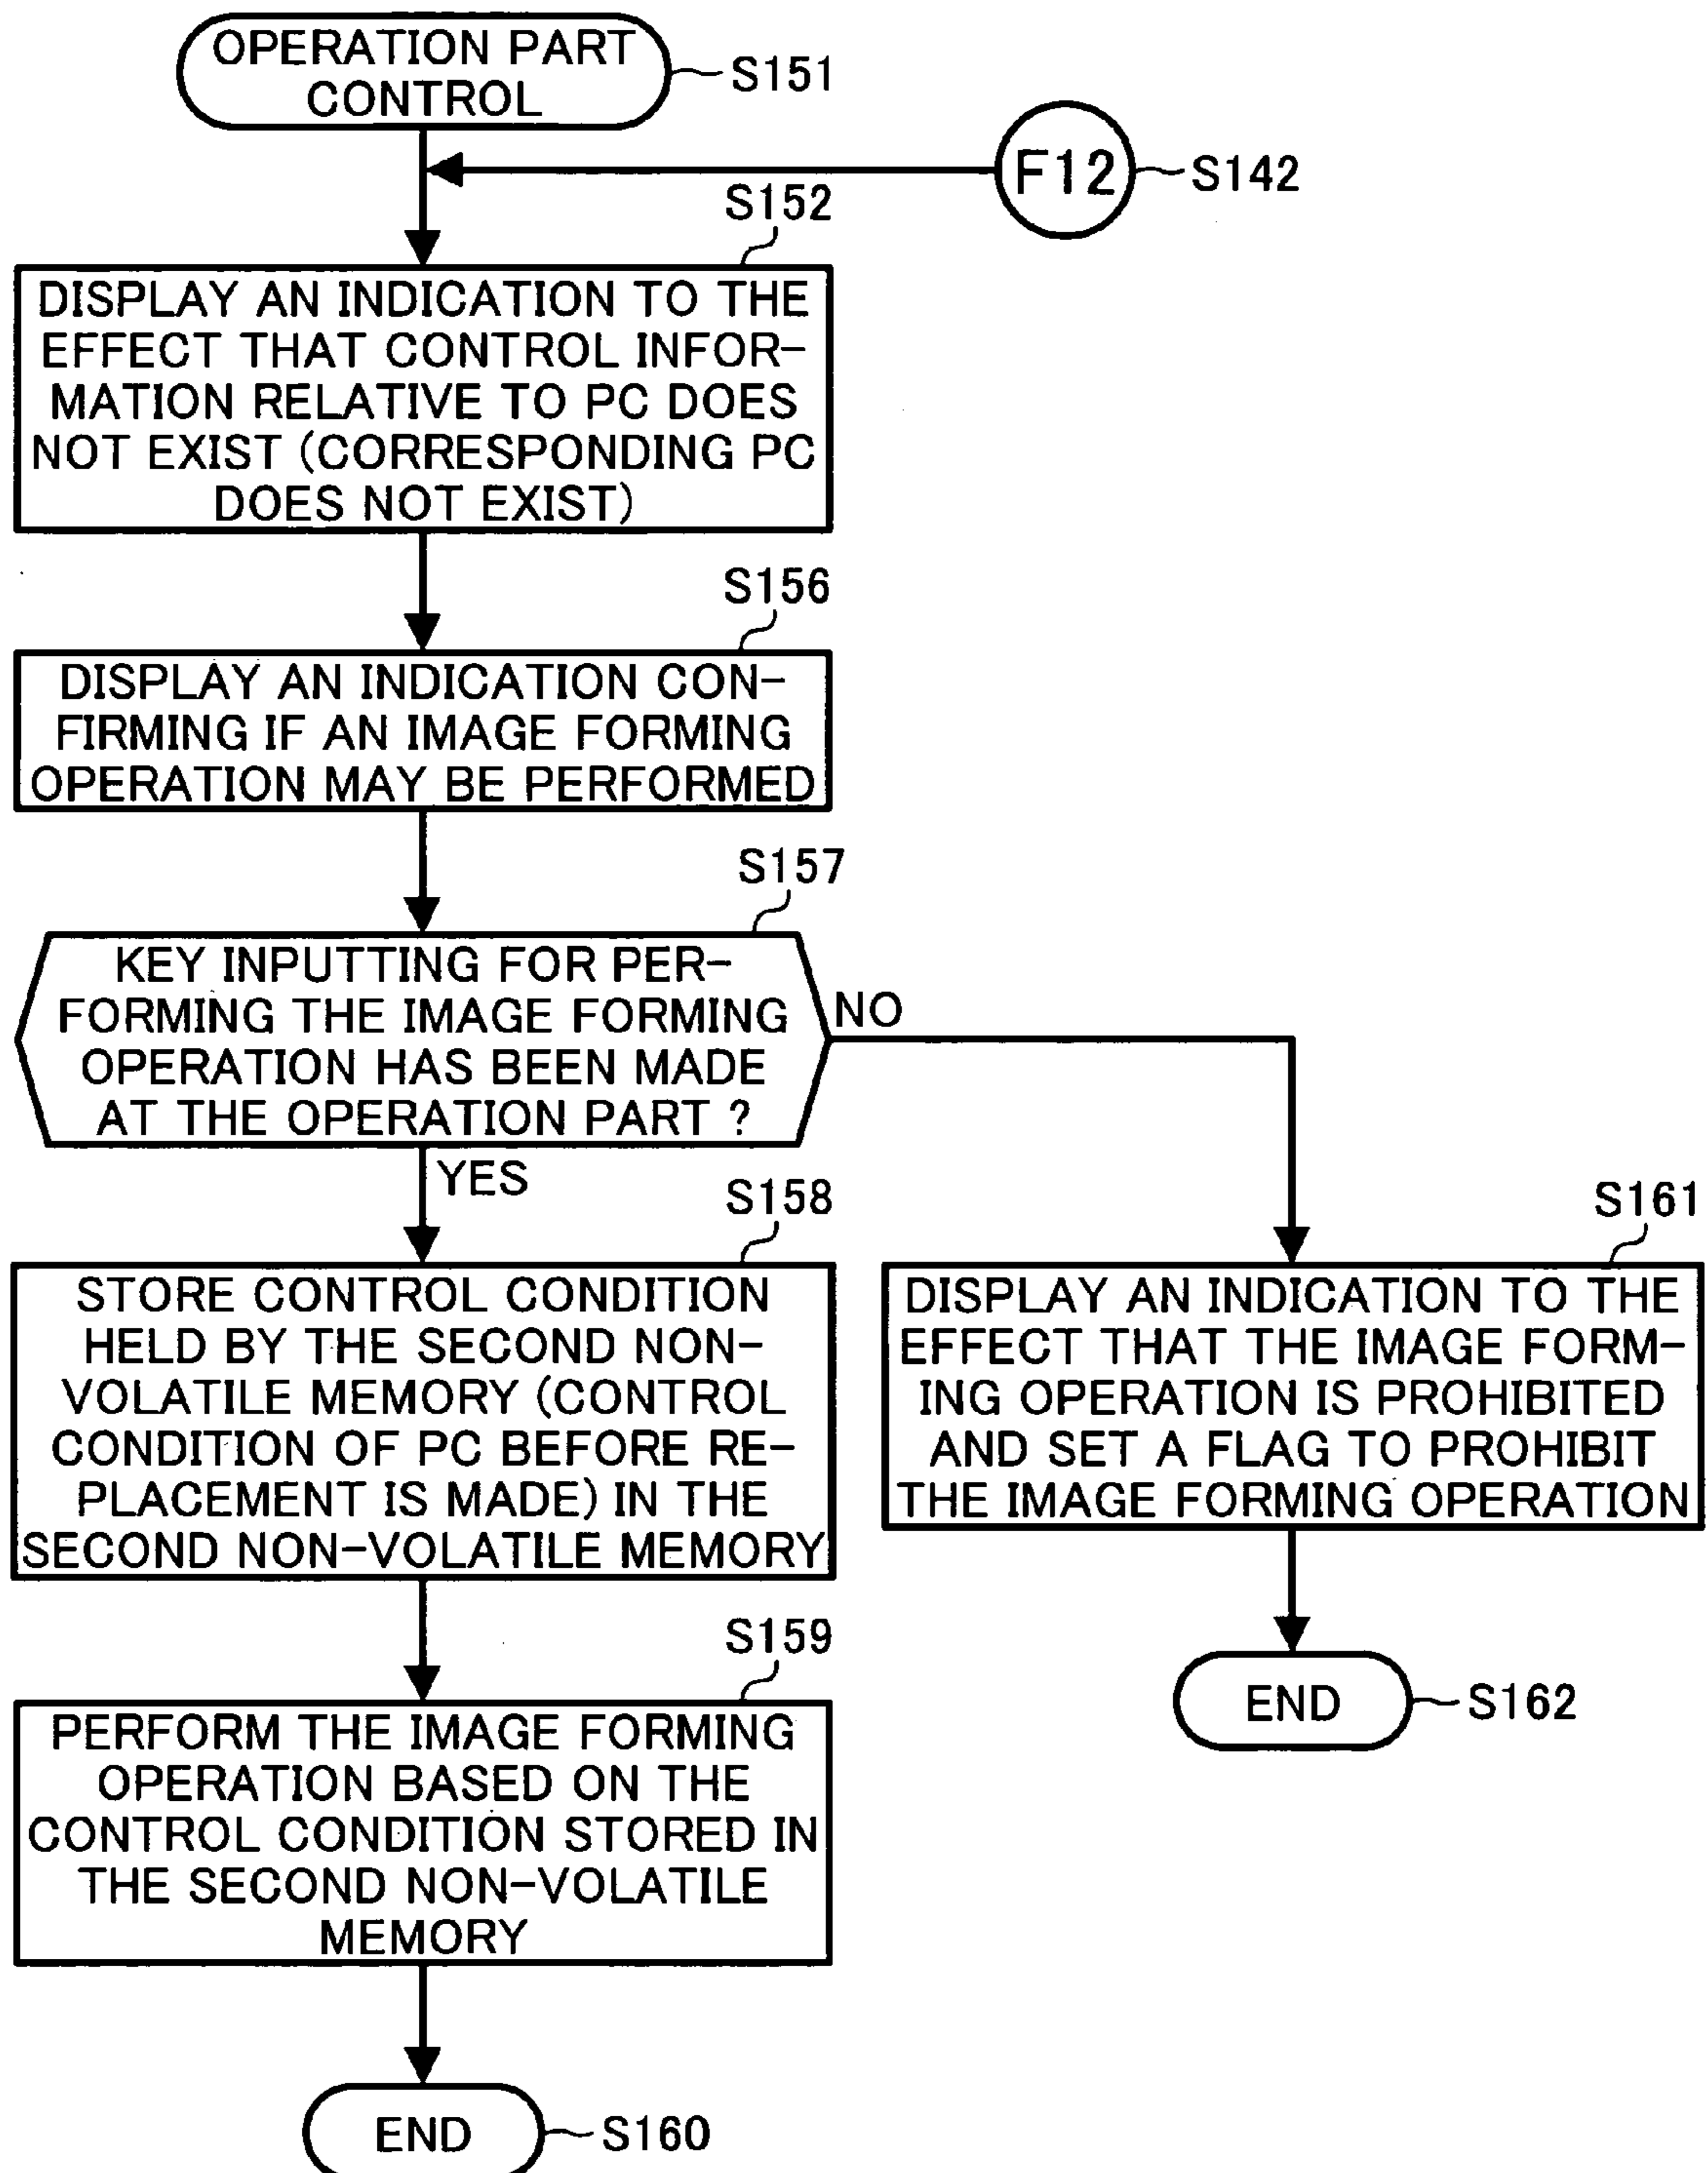 OPERATION PART
CONTROL
S151
F12
S142
S152
DISPLAY AN INDICATION TO THE
EFFECT THAT CONTROL INFOR-
MATION RELATIVE TO PC DOES
NOT EXIST (CORRESPONDING PC
DOES NOT EXIST)
S156
DISPLAY AN INDICATION CON-
FIRMING IF AN IMAGE FORMING
OPERATION MAY BE PERFORMED
S157
KEY INPUTTING FOR PER-
FORMING THE IMAGE FORMING
OPERATION HAS BEEN MADE
AT THE OPERATION PART ?
NO
YES
S158
STORE CONTROL CONDITION
HELD BY THE SECOND NON-
VOLATILE MEMORY (CONTROL
CONDITION OF PC BEFORE RE-
PLACEMENT IS MADE) IN THE
SECOND NON-VOLATILE MEMORY
S161
DISPLAY AN INDICATION TO THE
EFFECT THAT THE IMAGE FORM-
ING OPERATION IS PROHIBITED
AND SET A FLAG TO PROHIBIT
THE IMAGE FORMING OPERATION
S159
PERFORM THE IMAGE FORMING
OPERATION BASED ON THE
CONTROL CONDITION STORED IN
THE SECOND NON-VOLATILE
MEMORY
END
S162
END
S160